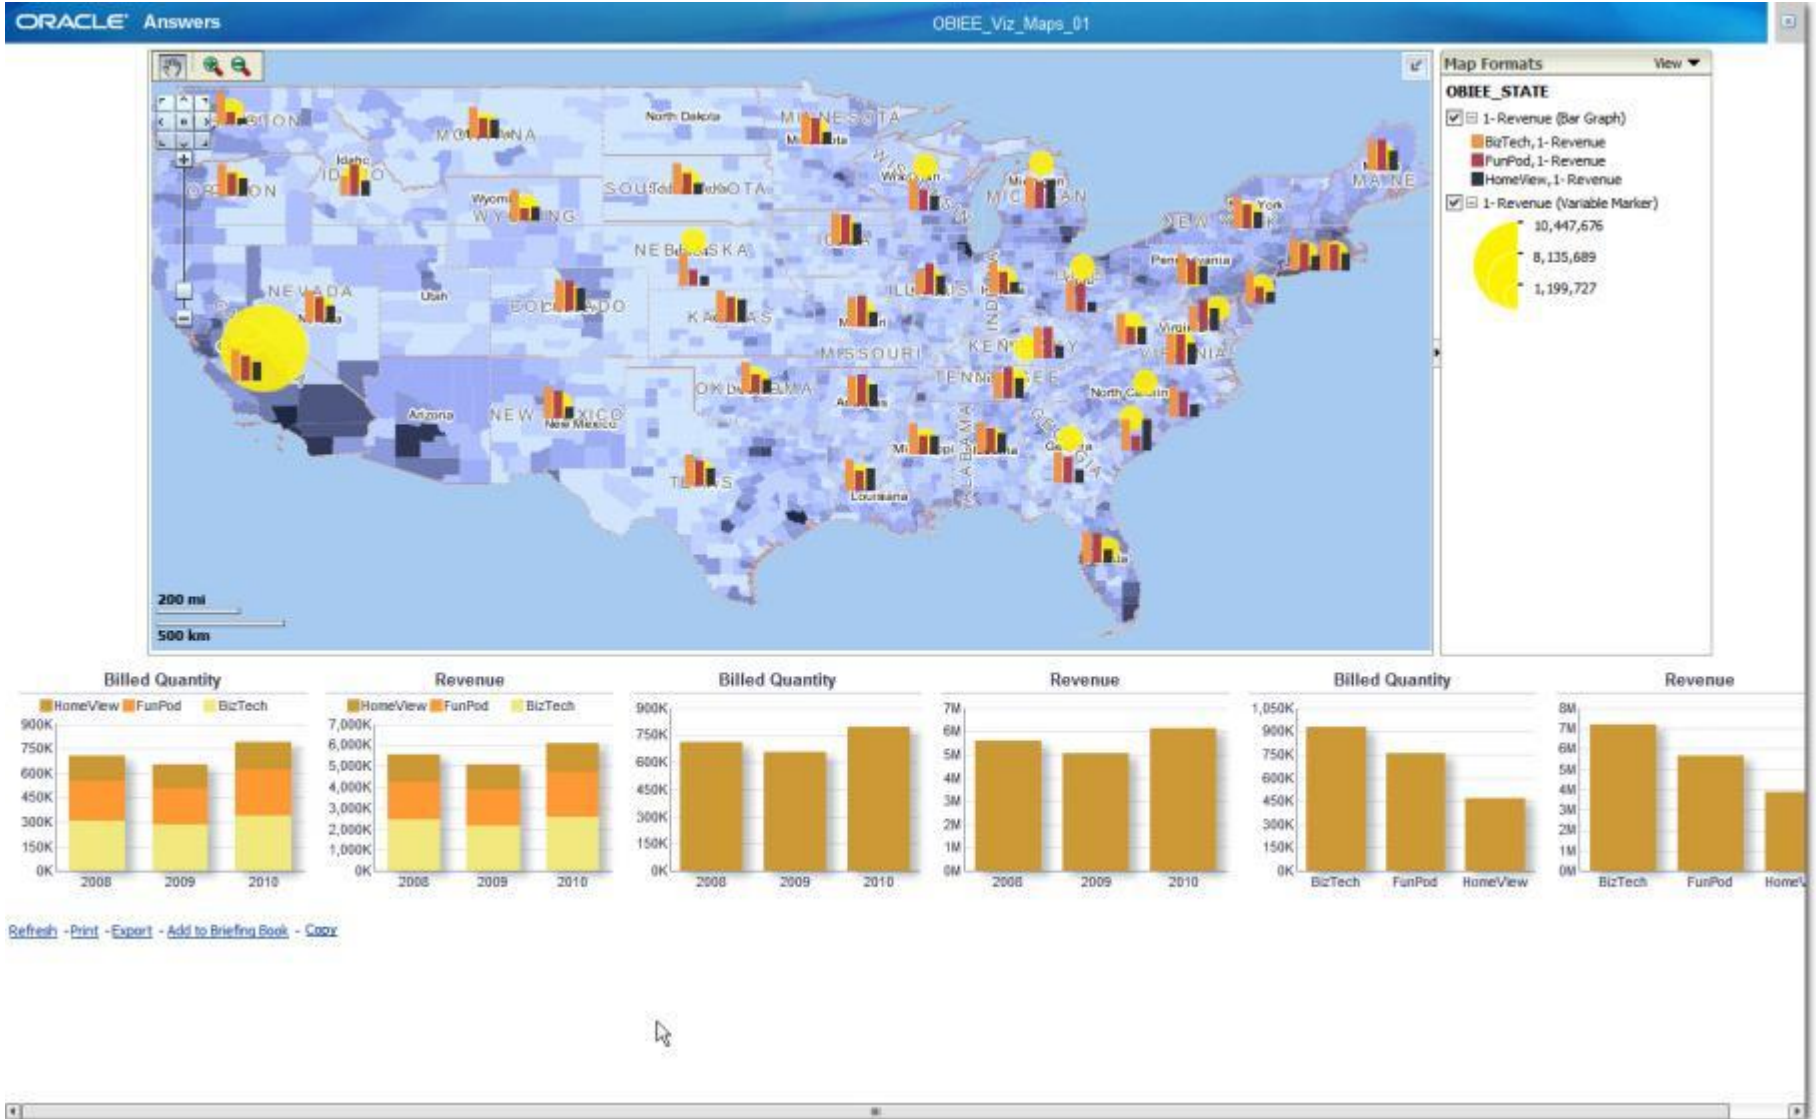 ORACLE® Answers
OBIEE_Viz_Maps_01
Map Formats
View
OBIEE_STATE
1- Revenue (Bar Graph)
BizTech, 1- Revenue
FunPod, 1- Revenue
HomeView, 1- Revenue
1- Revenue (Variable Marker)
10,447,676
8,135,689
1,199,727
North Dakota
Idaho
NEVADA
Utah
Arizona
New Mexico
MISSOURI
Louisiana
INDIANA
ALABAMA
GEORGIA
MAINE
200 mi
500 km
Billed Quantity
HomeView FunPod BizTech
900K
750K
600K
450K
300K
150K
0K
2008 2009 2010
Revenue
HomeView FunPod BizTech
7,000K
6,000K
5,000K
4,000K
3,000K
2,000K
1,000K
0K
2008 2009 2010
Billed Quantity
900K
750K
600K
450K
300K
150K
0K
2008 2009 2010
Revenue
7M
6M
5M
4M
3M
2M
1M
0M
2008 2009 2010
Billed Quantity
1,050K
900K
750K
600K
450K
300K
150K
0K
BizTech FunPod HomeView
Revenue
8M
7M
6M
5M
4M
3M
2M
1M
0M
BizTech FunPod
Refresh - Print - Export - Add to Briefing Book - Copy